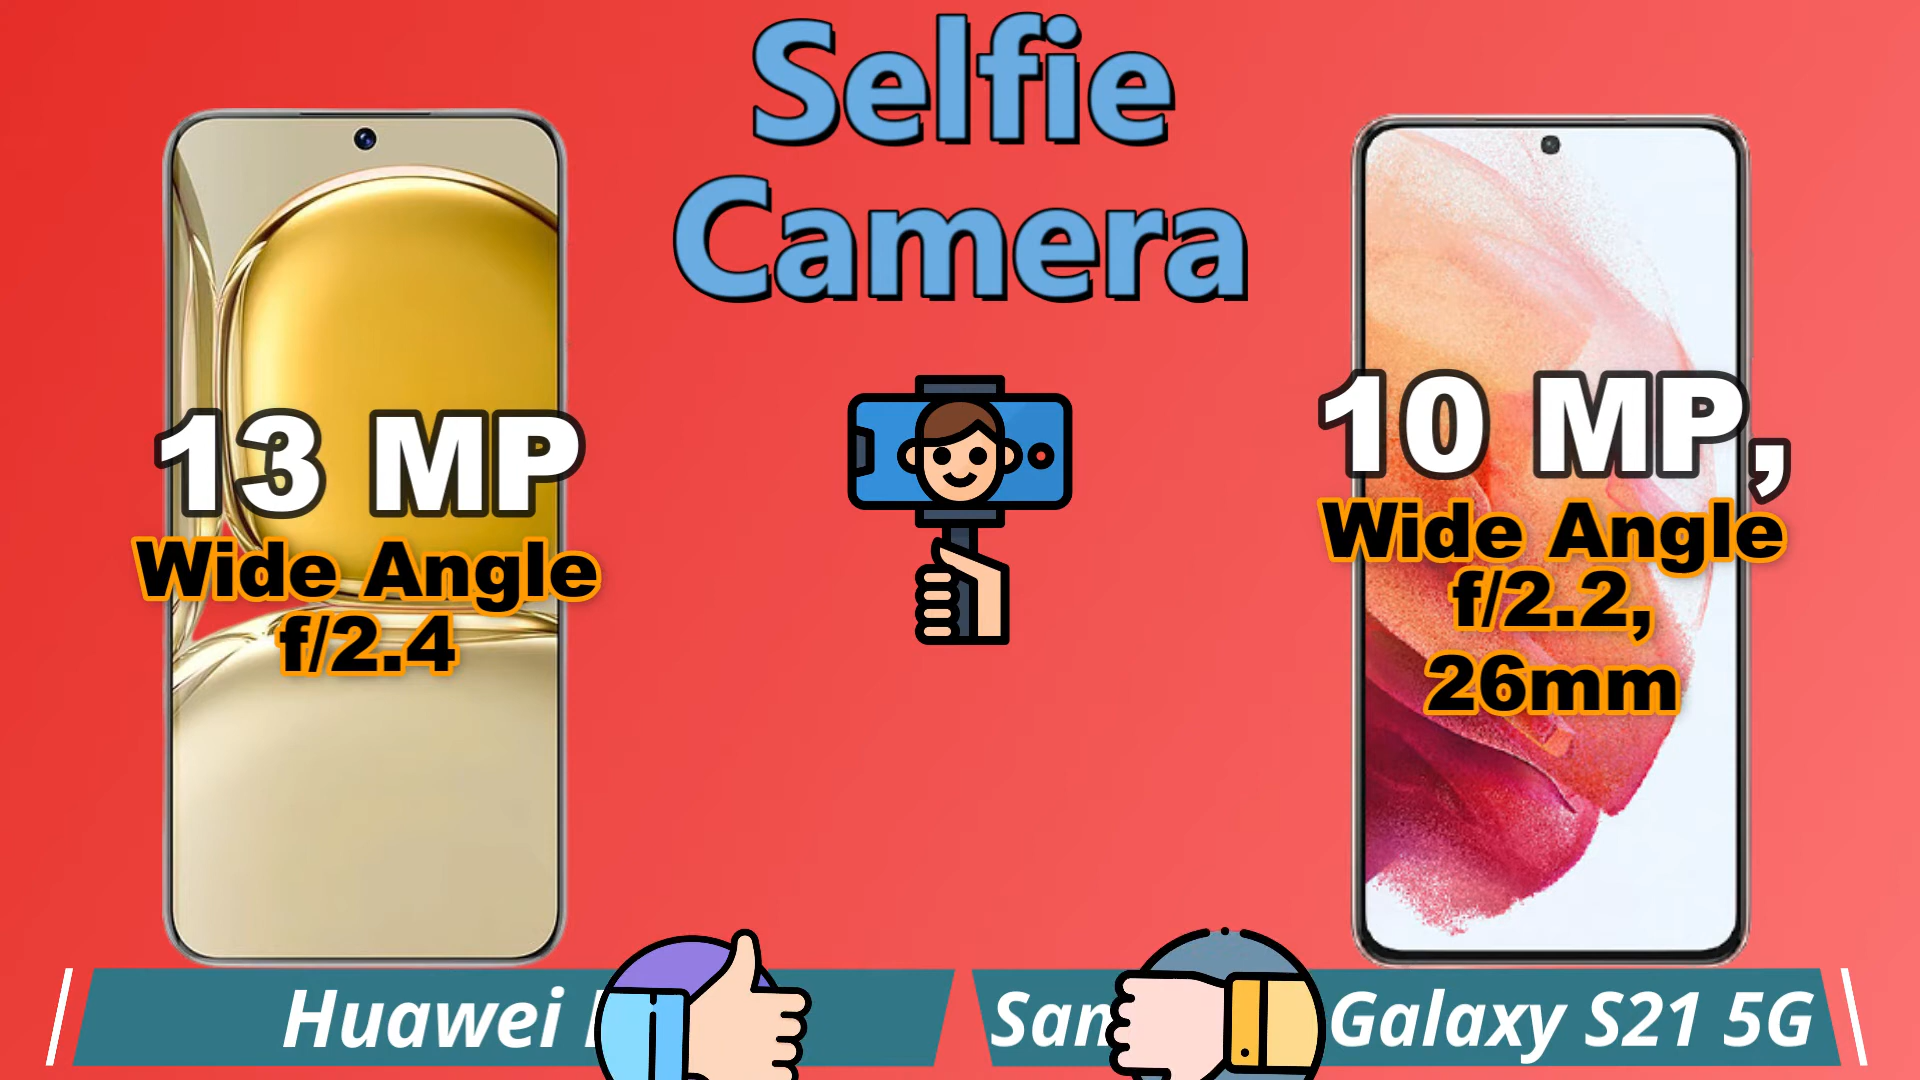 Selfie
Camera
13 MP
Wide Angle
f/2.4
10 MP,
Wide Angle
f/2.2,
26mm
Huawei
Galaxy S21 5G